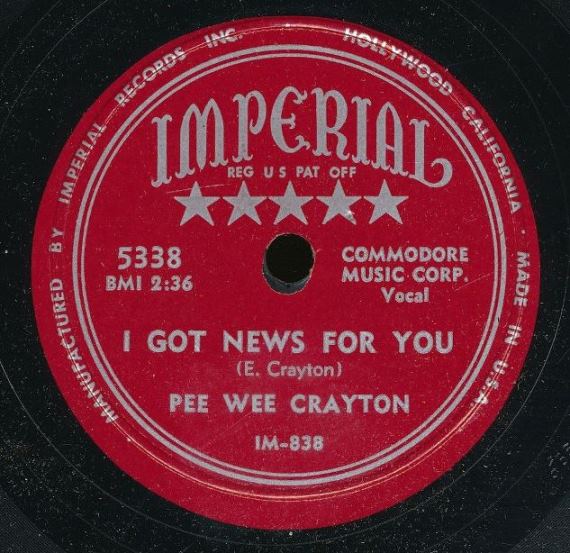 MANUFACTURED BY IMPERIAL RECORDS INC. HOLLYWOOD CALIFORNIA · MADE IN U.S.A.
IMPERIAL
REG U S PAT OFF
5338
BMI 2:36
COMMODORE
MUSIC CORP.
Vocal
I GOT NEWS FOR YOU
(E. Crayton)
PEE WEE CRAYTON
IM-838